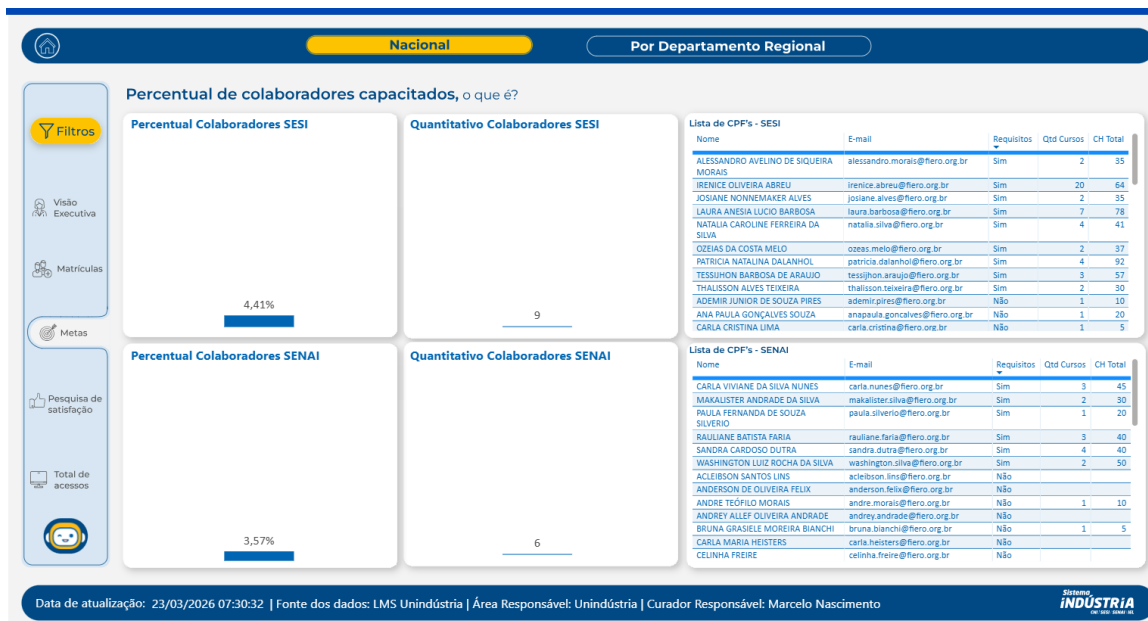 Nacional
Por Departamento Regional
Percentual de colaboradores capacitados, o que é?
Filtros
Visão
Executiva
Matrículas
Metas
Pesquisa de
satisfação
Total de
acessos
Percentual Colaboradores SESI
4,41%
Quantitativo Colaboradores SESI
9
Lista de CPF's - SESI
Nome E-mail Requisitos Qtd Cursos CH Total
ALESSANDRO AVELINO DE SIQUEIRA alessandro.morais@fiero.org.br Sim 2 35
MORAIS
IRENICE OLIVEIRA ABREU irenice.abreu@fiero.org.br Sim 20 64
JOSIANE NONNEMAKER ALVES josiane.alves@fiero.org.br Sim 2 35
LAURA ANESIA LUCIO BARBOSA laura.barbosa@fiero.org.br Sim 7 78
NATALIA CAROLINE FERREIRA DA natalia.silva@fiero.org.br Sim 4 41
SILVA
OZEIAS DA COSTA MELO ozeas.melo@fiero.org.br Sim 2 37
PATRICIA NATALINA DALANHOL patricia.dalanhol@fiero.org.br Sim 4 92
TESSIJHON BARBOSA DE ARAUJO tessijhon.araujo@fiero.org.br Sim 3 57
THALISSON ALVES TEIXEIRA thalisson.teixeira@fiero.org.br Sim 2 30
ADEMIR JUNIOR DE SOUZA PIRES ademir.pires@fiero.org.br Não 1 10
ANA PAULA GONÇALVES SOUZA anapaula.goncalves@fiero.org.br Não 1 20
CARLA CRISTINA LIMA carla.cristina@fiero.org.br Não 1 5
Percentual Colaboradores SENAI
3,57%
Quantitativo Colaboradores SENAI
6
Lista de CPF's - SENAI
Nome E-mail Requisitos Qtd Cursos CH Total
CARLA VIVIANE DA SILVA NUNES carla.nunes@fiero.org.br Sim 3 45
MAKALISTER ANDRADE DA SILVA makalister.silva@fiero.org.br Sim 2 30
PAULA FERNANDA DE SOUZA paula.silverio@fiero.org.br Sim 1 20
SILVERIO
RAULIANE BATISTA FARIA rauliane.faria@fiero.org.br Sim 3 40
SANDRA CARDOSO DUTRA sandra.dutra@fiero.org.br Sim 4 40
WASHINGTON LUIZ ROCHA DA SILVA washington.silva@fiero.org.br Sim 2 50
ACLEIBSON SANTOS LINS acleibson.lins@fiero.org.br Não
ANDERSON DE OLIVEIRA FELIX anderson.felix@fiero.org.br Não
ANDRE TEÓFILO MORAIS andre.morais@fiero.org.br Não 1 10
ANDREY ALLEF OLIVEIRA ANDRADE andrey.andrade@fiero.org.br Não
BRUNA GRASIELE MOREIRA BIANCHI bruna.bianchi@fiero.org.br Não 1 5
CARLA MARIA HEISTERS carla.heisters@fiero.org.br Não
CELINHA FREIRE celinha.freire@fiero.org.br Não
Data de atualização: 23/03/2026 07:30:32 | Fonte dos dados: LMS Unindústria | Área Responsável: Unindústria | Curador Responsável: Marcelo Nascimento
Sistema
INDÚSTRIA
CNI SESI SENAI IEL